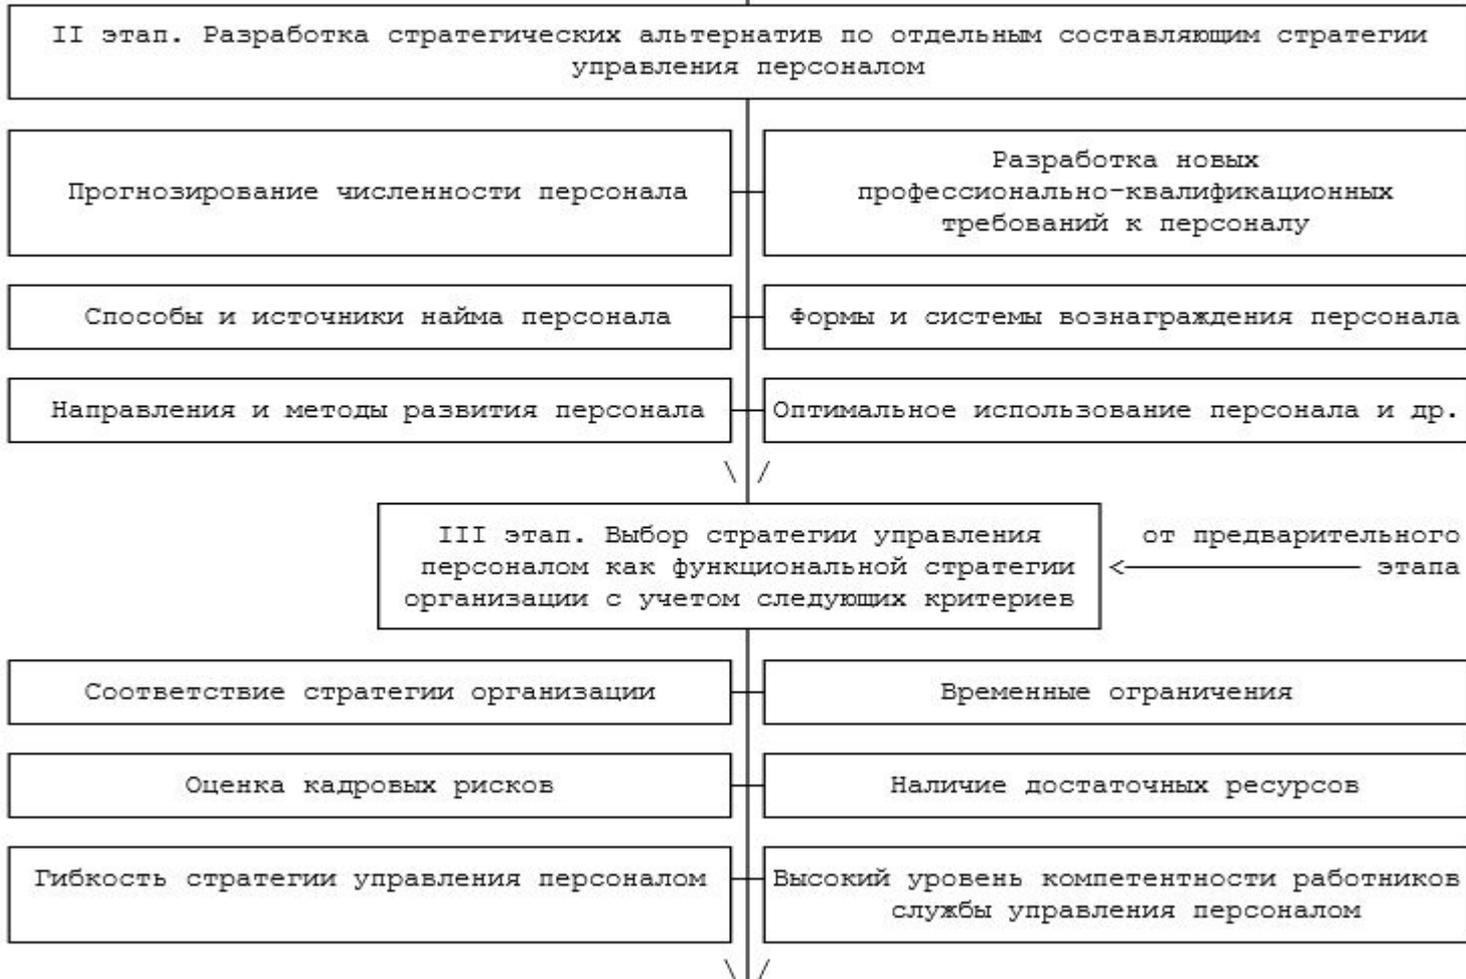 II этап. Разработка стратегических альтернатив по отдельным составляющим стратегии
управления персоналом
Прогнозирование численности персонала
Разработка новых
профессионально-квалификационных
требований к персоналу
Способы и источники найма персонала
Формы и системы вознаграждения персонала
Направления и методы развития персонала
Оптимальное использование персонала и др.
III этап. Выбор стратегии управления
персоналом как функциональной стратегии
организации с учетом следующих критериев
от предварительного
этапа
Соответствие стратегии организации
Временные ограничения
Оценка кадровых рисков
Наличие достаточных ресурсов
Гибкость стратегии управления персоналом
Высокий уровень компетентности работников
службы управления персоналом